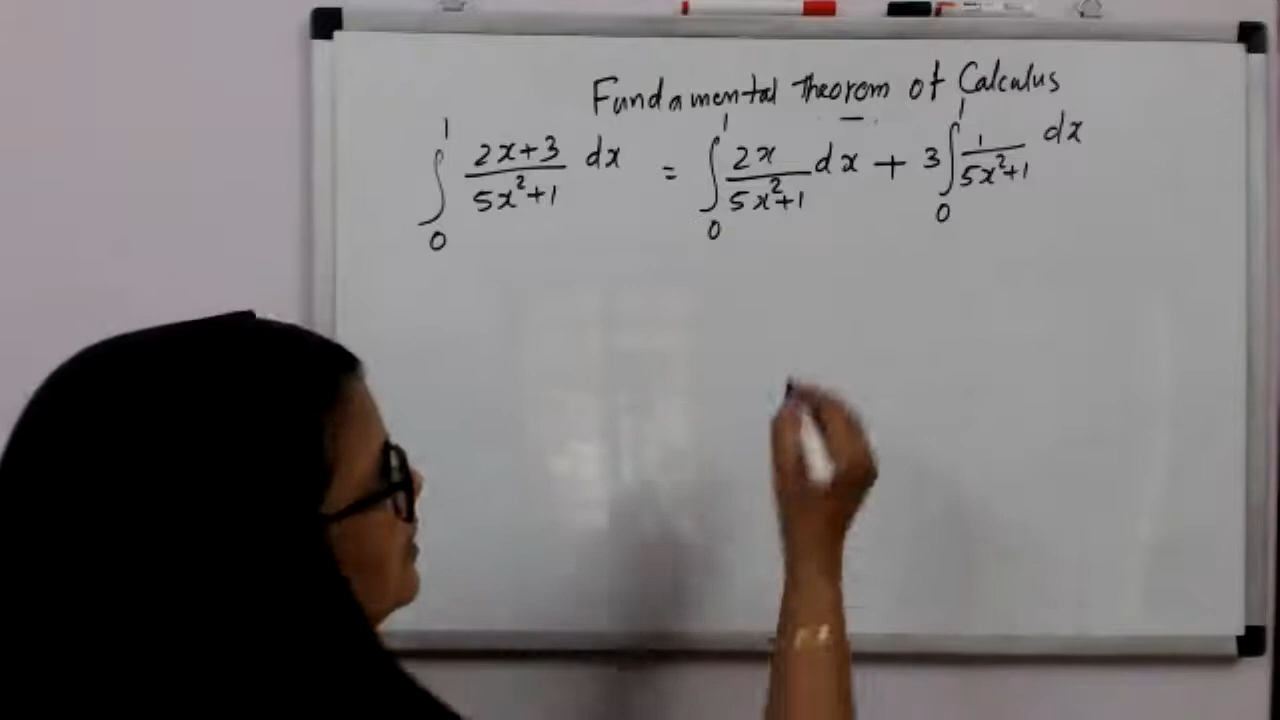 Fundamental Theorem of Calculus
∫₀¹ (2x+3)/(5x²+1) dx = ∫₀¹ 2x/(5x²+1) dx + 3∫₀¹ 1/(5x²+1) dx